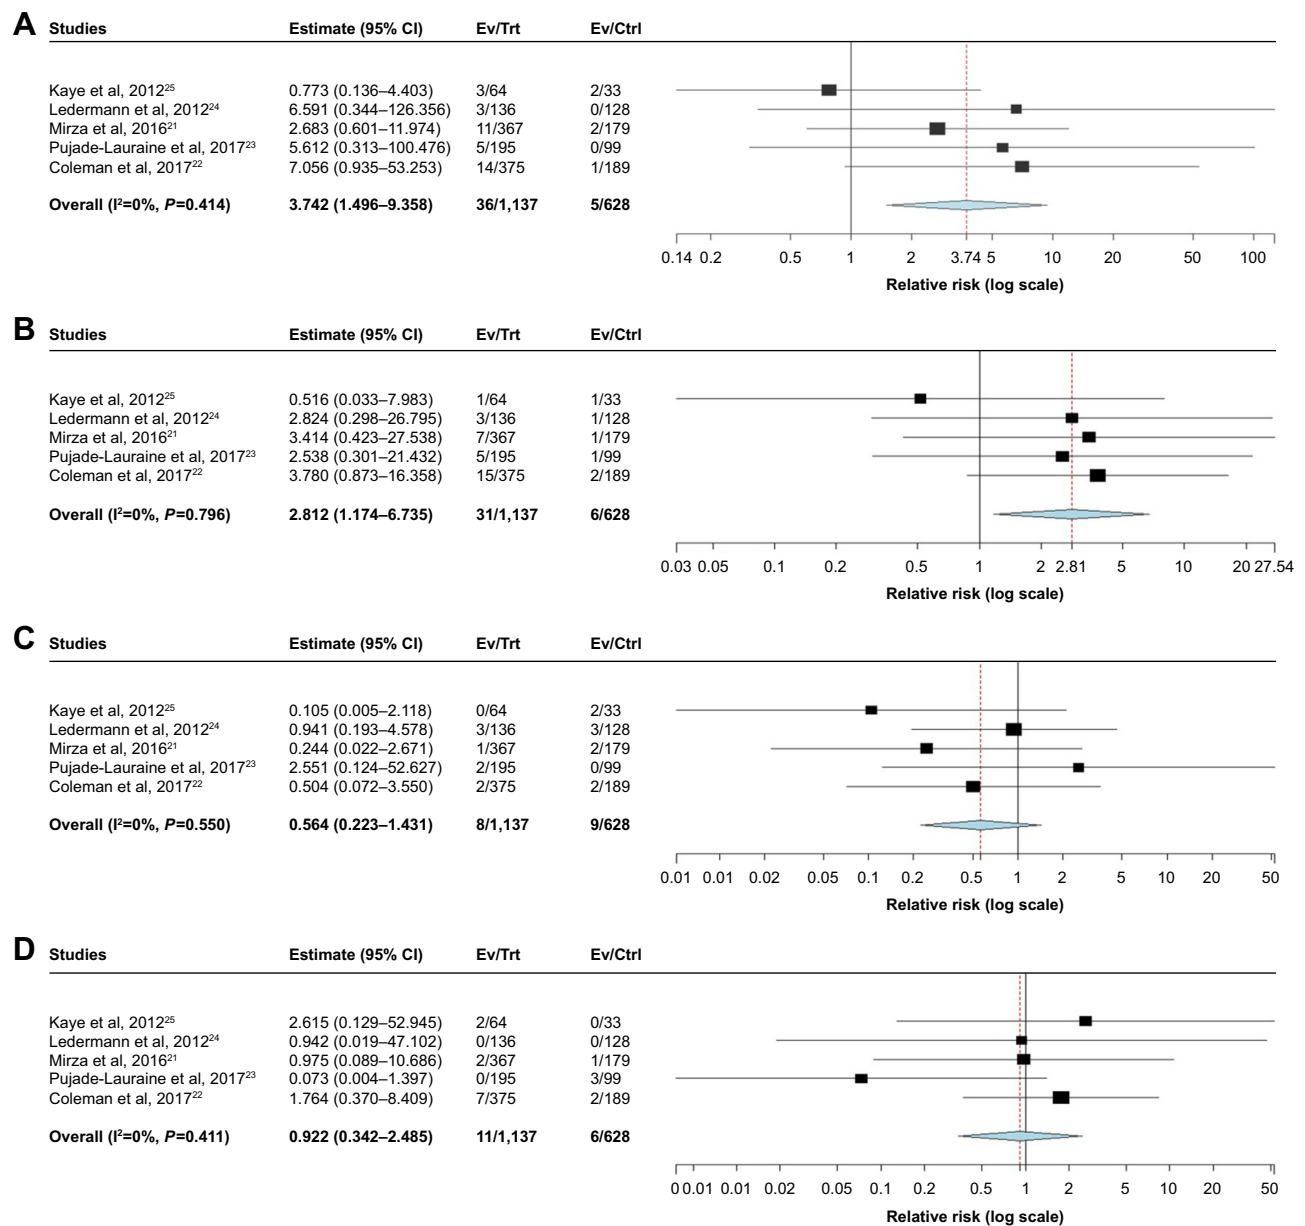 A Studies Estimate (95% CI) Ev/Trt Ev/Ctrl
Kaye et al, 2012²⁵ 0.773 (0.136–4.403) 3/64 2/33
Ledermann et al, 2012²⁴ 6.591 (0.344–126.356) 3/136 0/128
Mirza et al, 2016²¹ 2.683 (0.601–11.974) 11/367 2/179
Pujade-Lauraine et al, 2017²³ 5.612 (0.313–100.476) 5/195 0/99
Coleman et al, 2017²² 7.056 (0.935–53.253) 14/375 1/189
Overall (I²=0%, P=0.414) 3.742 (1.496–9.358) 36/1,137 5/628
0.14 0.2 0.5 1 2 3.74 5 10 20 50 100
Relative risk (log scale)
B Studies Estimate (95% CI) Ev/Trt Ev/Ctrl
Kaye et al, 2012²⁵ 0.516 (0.033–7.983) 1/64 1/33
Ledermann et al, 2012²⁴ 2.824 (0.298–26.795) 3/136 1/128
Mirza et al, 2016²¹ 3.414 (0.423–27.538) 7/367 1/179
Pujade-Lauraine et al, 2017²³ 2.538 (0.301–21.432) 5/195 1/99
Coleman et al, 2017²² 3.780 (0.873–16.358) 15/375 2/189
Overall (I²=0%, P=0.796) 2.812 (1.174–6.735) 31/1,137 6/628
0.03 0.05 0.1 0.2 0.5 1 2 2.81 5 10 20 27.54
Relative risk (log scale)
C Studies Estimate (95% CI) Ev/Trt Ev/Ctrl
Kaye et al, 2012²⁵ 0.105 (0.005–2.118) 0/64 2/33
Ledermann et al, 2012²⁴ 0.941 (0.193–4.578) 3/136 3/128
Mirza et al, 2016²¹ 0.244 (0.022–2.671) 1/367 2/179
Pujade-Lauraine et al, 2017²³ 2.551 (0.124–52.627) 2/195 0/99
Coleman et al, 2017²² 0.504 (0.072–3.550) 2/375 2/189
Overall (I²=0%, P=0.550) 0.564 (0.223–1.431) 8/1,137 9/628
0.01 0.01 0.02 0.05 0.1 0.2 0.5 1 2 5 10 20 50
Relative risk (log scale)
D Studies Estimate (95% CI) Ev/Trt Ev/Ctrl
Kaye et al, 2012²⁵ 2.615 (0.129–52.945) 2/64 0/33
Ledermann et al, 2012²⁴ 0.942 (0.019–47.102) 0/136 0/128
Mirza et al, 2016²¹ 0.975 (0.089–10.686) 2/367 1/179
Pujade-Lauraine et al, 2017²³ 0.073 (0.004–1.397) 0/195 3/99
Coleman et al, 2017²² 1.764 (0.370–8.409) 7/375 2/189
Overall (I²=0%, P=0.411) 0.922 (0.342–2.485) 11/1,137 6/628
0 0.01 0.01 0.02 0.05 0.1 0.2 0.5 1 2 5 10 20 50
Relative risk (log scale)